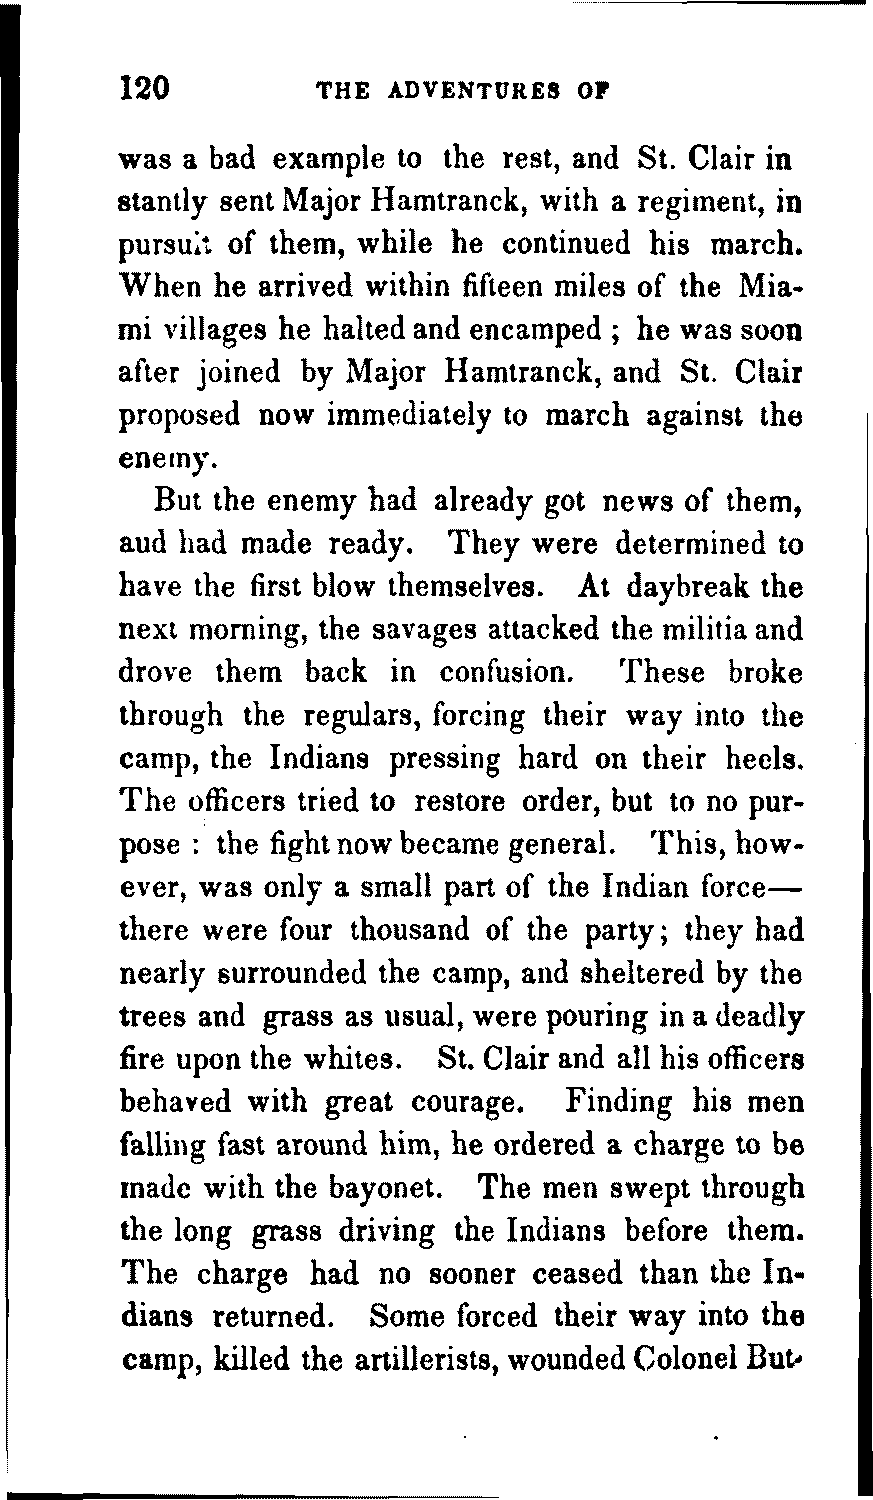 120 THE ADVENTURES OF
was a bad example to the rest, and St. Clair in
stantly sent Major Hamtranck, with a regiment, in
pursuit of them, while he continued his march.
When he arrived within fifteen miles of the Mia-
mi villages he halted and encamped ; he was soon
after joined by Major Hamtranck, and St. Clair
proposed now immediately to march against the
enemy.
But the enemy had already got news of them,
aud had made ready. They were determined to
have the first blow themselves. At daybreak the
next morning, the savages attacked the militia and
drove them back in confusion. These broke
through the regulars, forcing their way into the
camp, the Indians pressing hard on their heels.
The officers tried to restore order, but to no pur-
pose : the fight now became general. This, how-
ever, was only a small part of the Indian force—
there were four thousand of the party; they had
nearly surrounded the camp, and sheltered by the
trees and grass as usual, were pouring in a deadly
fire upon the whites. St. Clair and all his officers
behaved with great courage. Finding his men
falling fast around him, he ordered a charge to be
made with the bayonet. The men swept through
the long grass driving the Indians before them.
The charge had no sooner ceased than the In-
dians returned. Some forced their way into the
camp, killed the artillerists, wounded Colonel But-